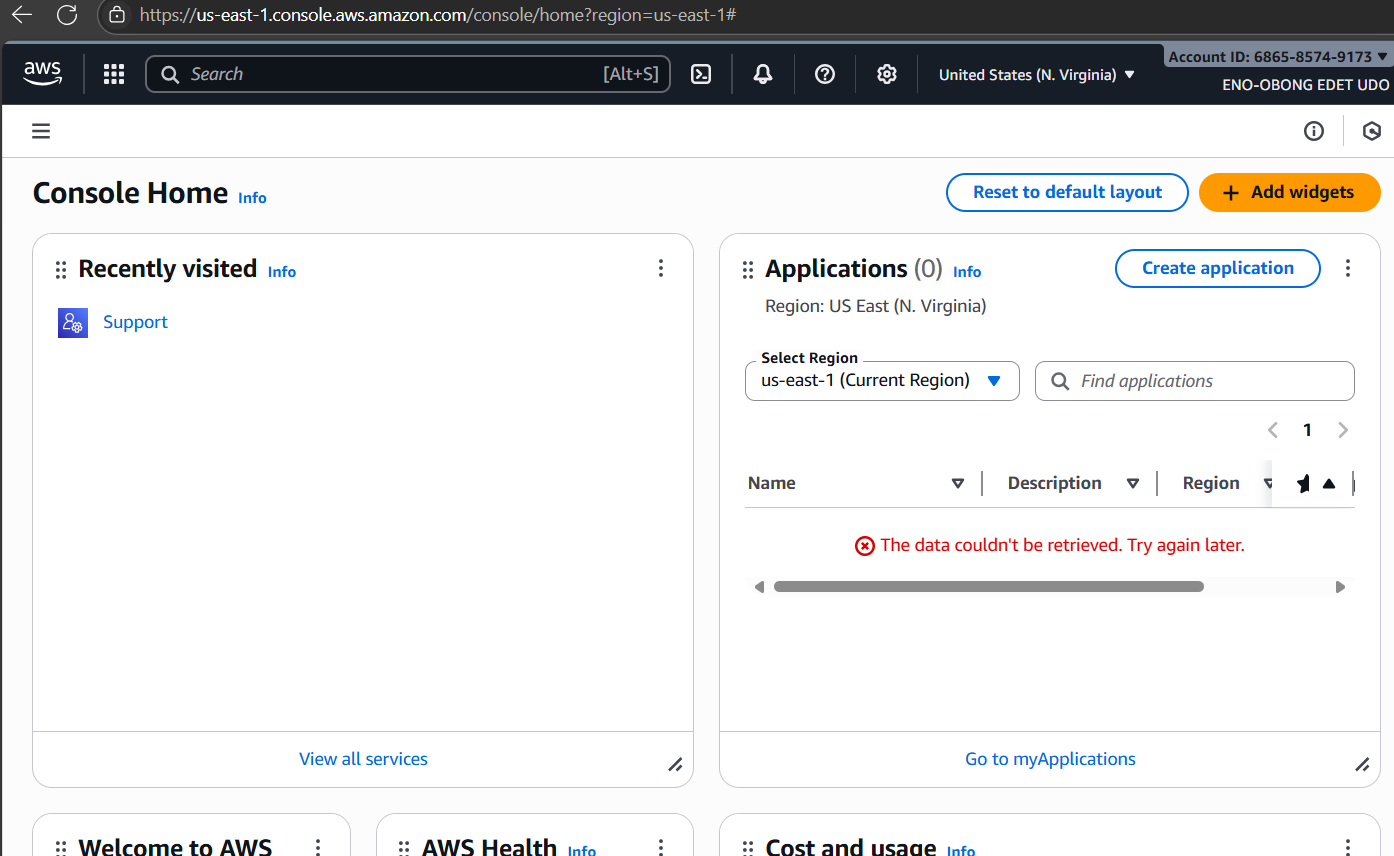 https://us-east-1.console.aws.amazon.com/console/home?region=us-east-1#
aws
Search
[Alt+S]
United States (N. Virginia)
Account ID: 6865-8574-9173
ENO-OBONG EDET UDO
Console Home Info
Reset to default layout
Add widgets
Recently visited Info
Support
View all services
Applications (0) Info
Create application
Region: US East (N. Virginia)
Select Region
us-east-1 (Current Region)
Find applications
1
Name
Description
Region
The data couldn't be retrieved. Try again later.
Go to myApplications
Welcome to AWS
AWS Health Info
Cost and usage Info